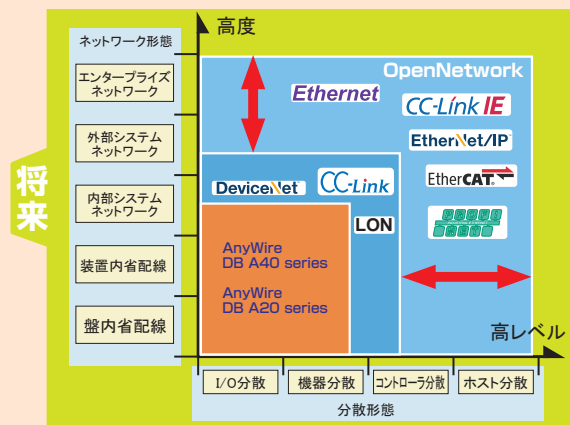 ネットワーク形態
高度
エンタープライズ
ネットワーク
外部システム
ネットワーク
内部システム
ネットワーク
装置内省配線
盤内省配線
将来
OpenNetwork
Ethernet
CC-Link IE
EtherNet/IP
EtherCAT
DeviceNet
CC-Link
LON
AnyWire
DB A40 series
AnyWire
DB A20 series
高レベル
I/O分散
機器分散
コントローラ分散
ホスト分散
分散形態